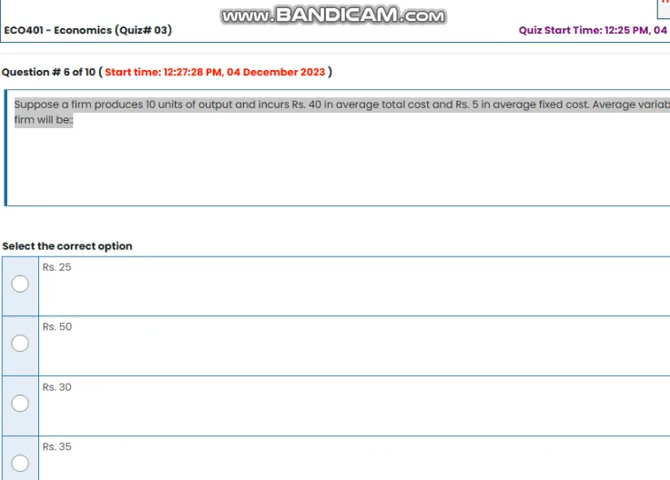 www.BANDICAM.com
ECO401 - Economics (Quiz# 03)
Quiz Start Time: 12:25 PM, 04
Question # 6 of 10 ( Start time: 12:27:28 PM, 04 December 2023 )
Suppose a firm produces 10 units of output and incurs Rs. 40 in average total cost and Rs. 5 in average fixed cost. Average variab
firm will be::
Select the correct option
Rs. 25
Rs. 50
Rs. 30
Rs. 35